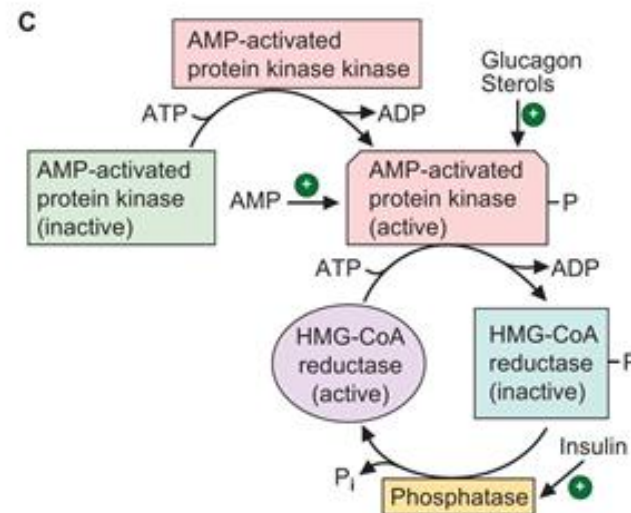 C
AMP-activated
protein kinase kinase
Glucagon
Sterols
ATP
ADP
+
AMP-activated
protein kinase
(inactive)
AMP
+
AMP-activated
protein kinase
(active)
P
ATP
ADP
HMG-CoA
reductase
(active)
HMG-CoA
reductase
(inactive)
P
Insulin
Pi
Phosphatase
+